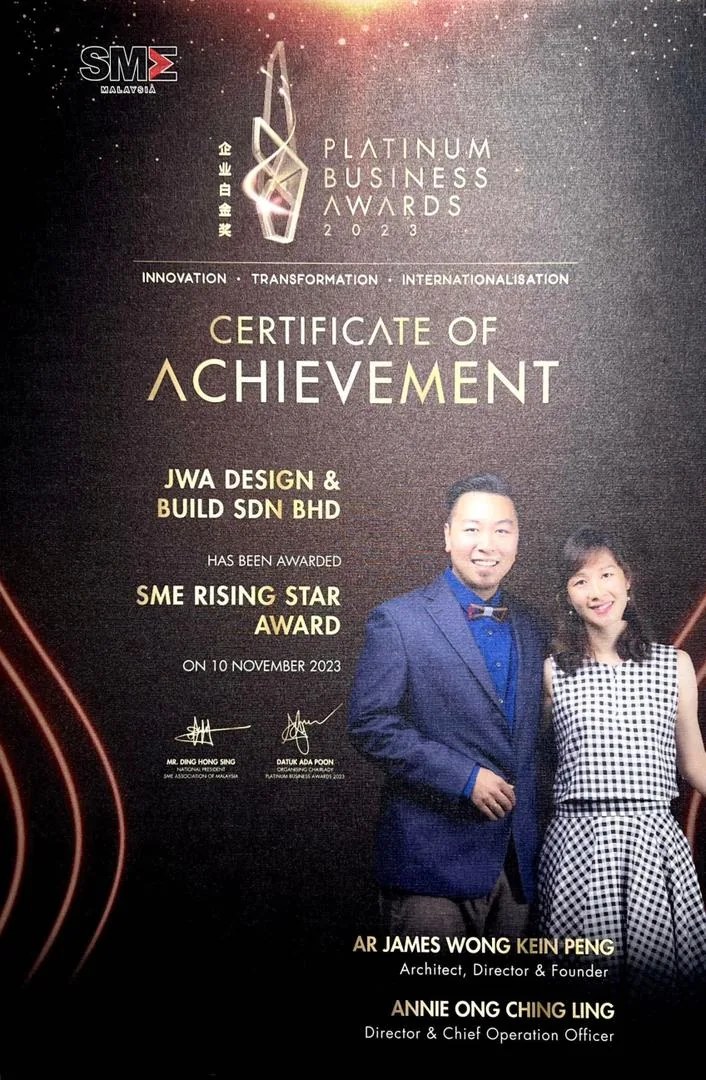 SME
MALAYSIA
企业白金奖
PLATINUM
BUSINESS
AWARDS
2023
INNOVATION · TRANSFORMATION · INTERNATIONALISATION
CERTIFICATE OF
ACHIEVEMENT
JWA DESIGN &
BUILD SDN BHD
HAS BEEN AWARDED
SME RISING STAR
AWARD
ON 10 NOVEMBER 2023
MR. DING HONG SING
NATIONAL PRESIDENT
SME ASSOCIATION OF MALAYSIA
DATUK ADA POON
ORGANISING CHAIRLADY
PLATINUM BUSINESS AWARDS 2023
AR JAMES WONG KEIN PENG
Architect, Director & Founder
ANNIE ONG CHING LING
Director & Chief Operation Officer